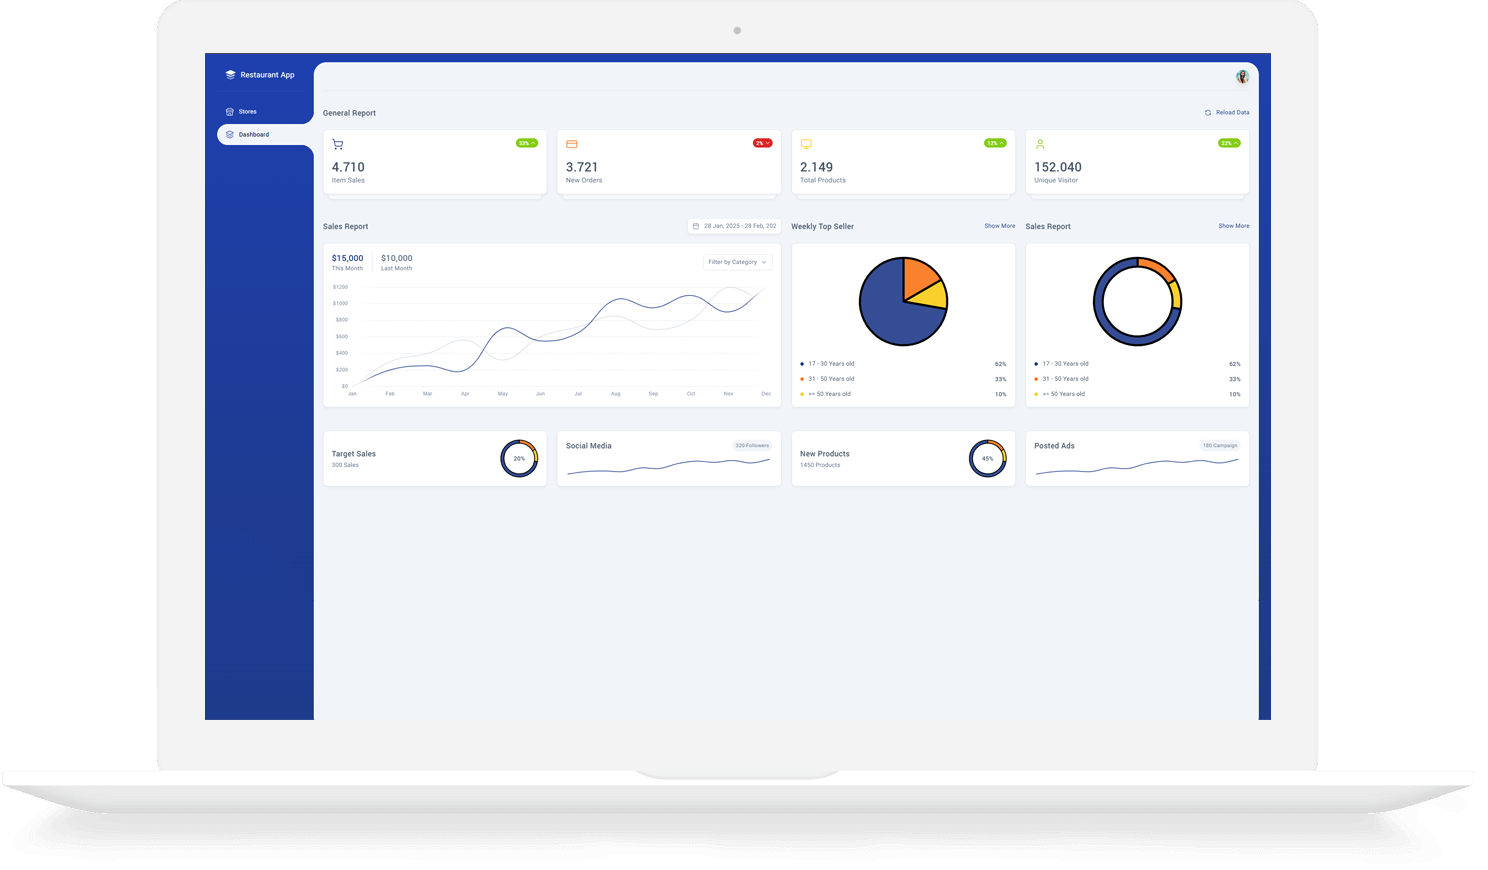 Restaurant App
Stores
Dashboard
General Report
Reload Data
33%
4.710
Item Sales
2%
3.721
New Orders
12%
2.149
Total Products
22%
152.040
Unique Visitor
Sales Report
28 Jan, 2025 - 28 Feb, 202
Weekly Top Seller
Show More
Sales Report
Show More
$15,000
This Month
$10,000
Last Month
Filter by Category
$1200
$1000
$800
$600
$400
$200
$0
Jan Feb Mar Apr May Jun Jul Aug Sep Oct Nov Dec
17 - 30 Years old 62%
31 - 50 Years old 33%
>= 50 Years old 10%
17 - 30 Years old 62%
31 - 50 Years old 33%
>= 50 Years old 10%
Target Sales
300 Sales
20%
Social Media
320 Followers
New Products
1450 Products
45%
Posted Ads
180 Campaign